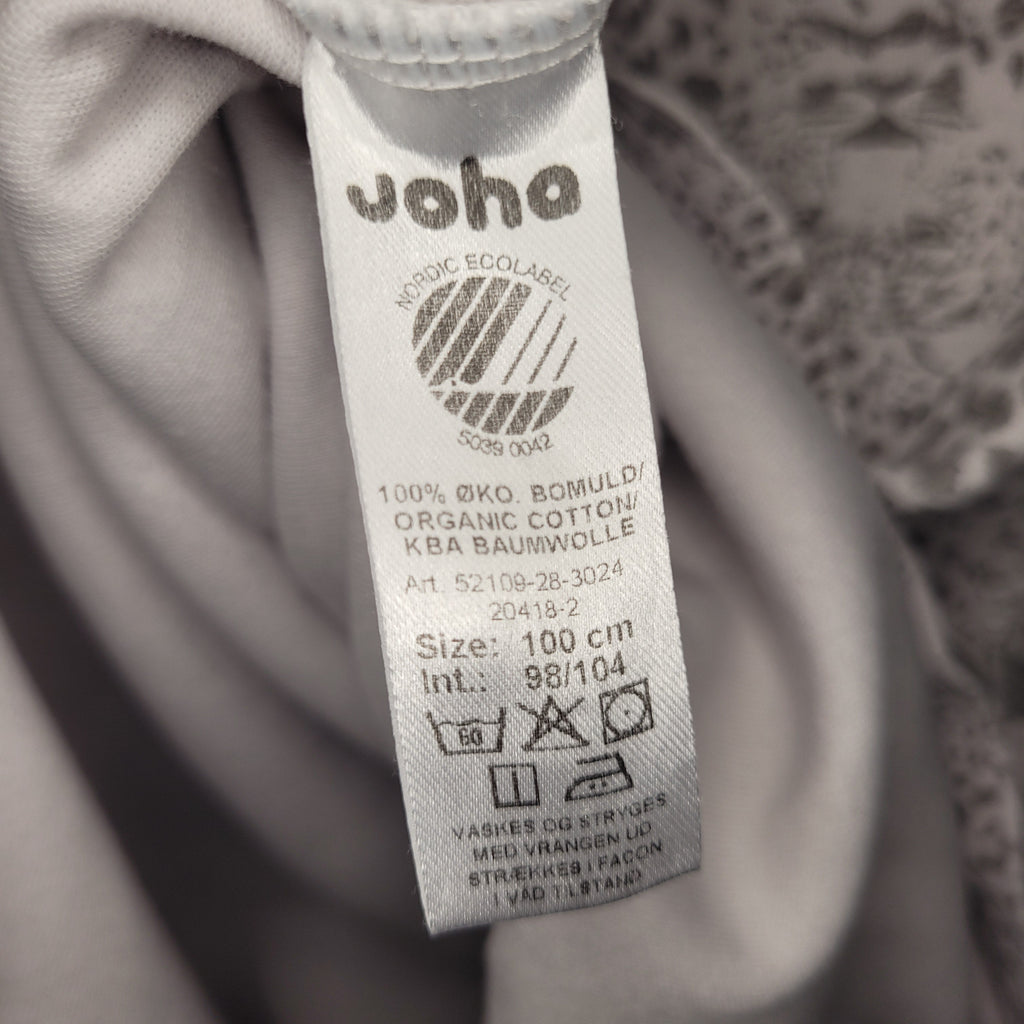 Joha
NORDIC ECOLABEL
5039 0042
100% ØKO. BOMULD/
ORGANIC COTTON/
KBA BAUMWOLLE
Art. 52109-28-3024
20418-2
Size: 100 cm
Int.: 98/104
60
VASKES OG STRYGES
MED VRANGEN UD
STRÆKKES I FACON
I VÅD TILSTAND